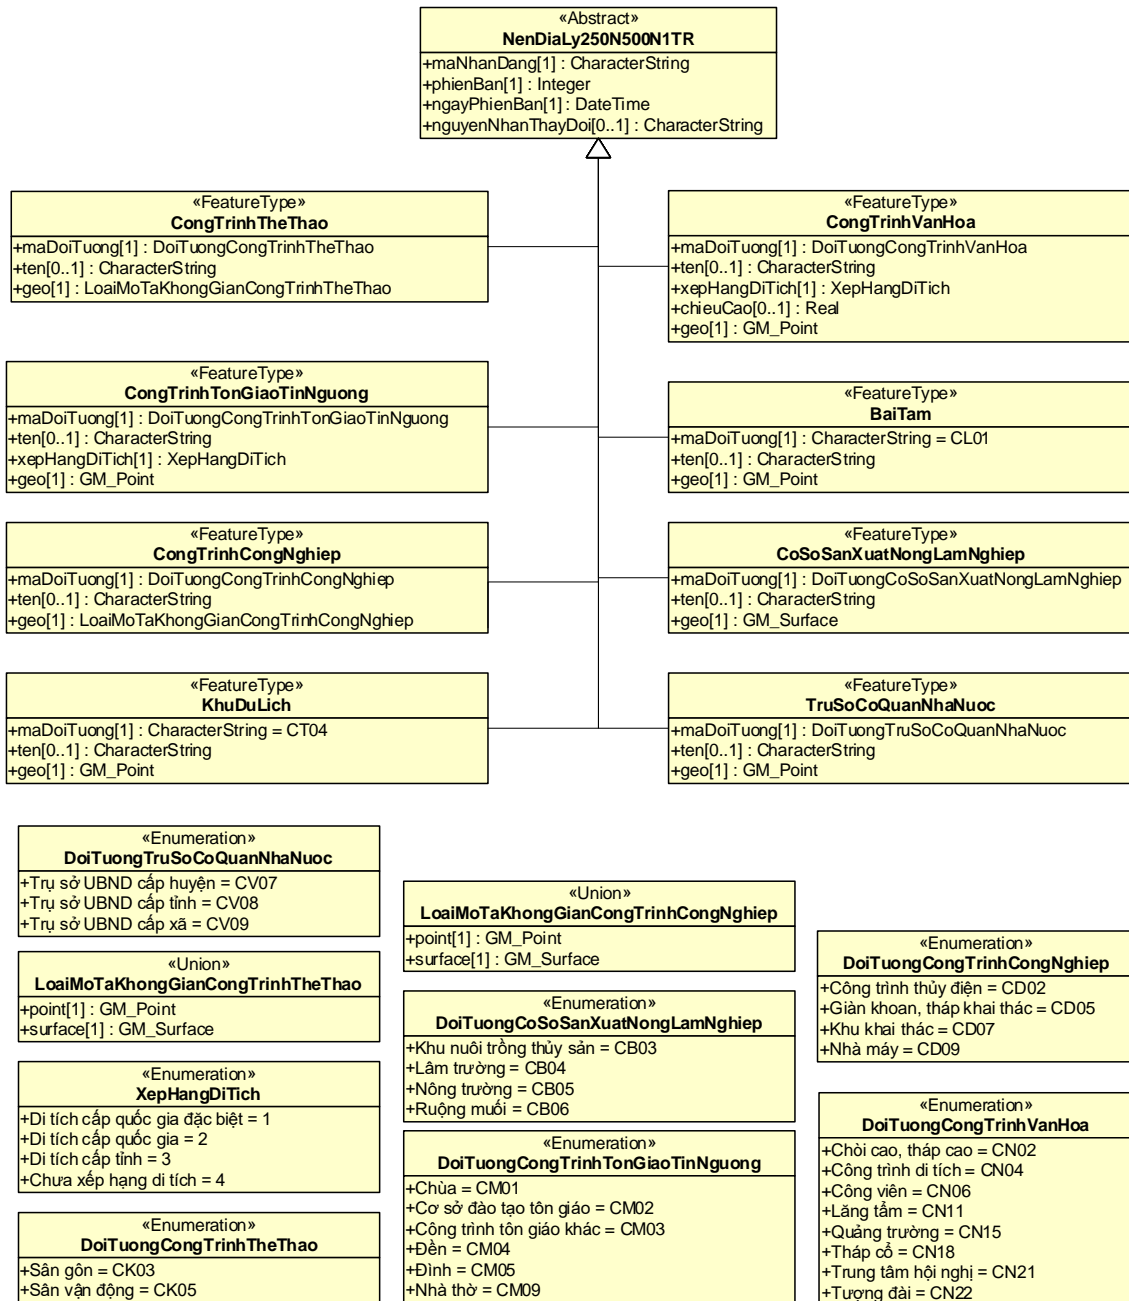 «Abstract»
NenDiaLy250N500N1TR
+maNhanDang[1] : CharacterString
+phienBan[1] : Integer
+ngayPhienBan[1] : DateTime
+nguyenNhanThayDoi[0..1] : CharacterString
«FeatureType»
CongTrinhTheThao
+maDoiTuong[1] : DoiTuongCongTrinhTheThao
+ten[0..1] : CharacterString
+geo[1] : LoaiMoTaKhongGianCongTrinhTheThao
«FeatureType»
CongTrinhVanHoa
+maDoiTuong[1] : DoiTuongCongTrinhVanHoa
+ten[0..1] : CharacterString
+xepHangDiTich[1] : XepHangDiTich
+chieuCao[0..1] : Real
+geo[1] : GM_Point
«FeatureType»
CongTrinhTonGiaoTinNguong
+maDoiTuong[1] : DoiTuongCongTrinhTonGiaoTinNguong
+ten[0..1] : CharacterString
+xepHangDiTich[1] : XepHangDiTich
+geo[1] : GM_Point
«FeatureType»
BaiTam
+maDoiTuong[1] : CharacterString = CL01
+ten[0..1] : CharacterString
+geo[1] : GM_Point
«FeatureType»
CongTrinhCongNghiep
+maDoiTuong[1] : DoiTuongCongTrinhCongNghiep
+ten[0..1] : CharacterString
+geo[1] : LoaiMoTaKhongGianCongTrinhCongNghiep
«FeatureType»
CoSoSanXuatNongLamNghiep
+maDoiTuong[1] : DoiTuongCoSoSanXuatNongLamNghiep
+ten[0..1] : CharacterString
+geo[1] : GM_Surface
«FeatureType»
KhuDuLich
+maDoiTuong[1] : CharacterString = CT04
+ten[0..1] : CharacterString
+geo[1] : GM_Point
«FeatureType»
TruSoCoQuanNhaNuoc
+maDoiTuong[1] : DoiTuongTruSoCoQuanNhaNuoc
+ten[0..1] : CharacterString
+geo[1] : GM_Point
«Enumeration»
DoiTuongTruSoCoQuanNhaNuoc
+Trụ sở UBND cấp huyện = CV07
+Trụ sở UBND cấp tỉnh = CV08
+Trụ sở UBND cấp xã = CV09
«Union»
LoaiMoTaKhongGianCongTrinhTheThao
+point[1] : GM_Point
+surface[1] : GM_Surface
«Enumeration»
XepHangDiTich
+Di tích cấp quốc gia đặc biệt = 1
+Di tích cấp quốc gia = 2
+Di tích cấp tỉnh = 3
+Chưa xếp hạng di tích = 4
«Enumeration»
DoiTuongCongTrinhTheThao
+Sân gôn = CK03
+Sân vận động = CK05
«Union»
LoaiMoTaKhongGianCongTrinhCongNghiep
+point[1] : GM_Point
+surface[1] : GM_Surface
«Enumeration»
DoiTuongCoSoSanXuatNongLamNghiep
+Khu nuôi trồng thủy sản = CB03
+Lâm trường = CB04
+Nông trường = CB05
+Ruộng muối = CB06
«Enumeration»
DoiTuongCongTrinhTonGiaoTinNguong
+Chùa = CM01
+Cơ sở đào tạo tôn giáo = CM02
+Công trình tôn giáo khác = CM03
+Đền = CM04
+Đình = CM05
+Nhà thờ = CM09
«Enumeration»
DoiTuongCongTrinhCongNghiep
+Công trình thủy điện = CD02
+Giàn khoan, tháp khai thác = CD05
+Khu khai thác = CD07
+Nhà máy = CD09
«Enumeration»
DoiTuongCongTrinhVanHoa
+Chòi cao, tháp cao = CN02
+Công trình di tích = CN04
+Công viên = CN06
+Lăng tẩm = CN11
+Quảng trường = CN15
+Tháp cổ = CN18
+Trung tâm hội nghị = CN21
+Tượng đài = CN22